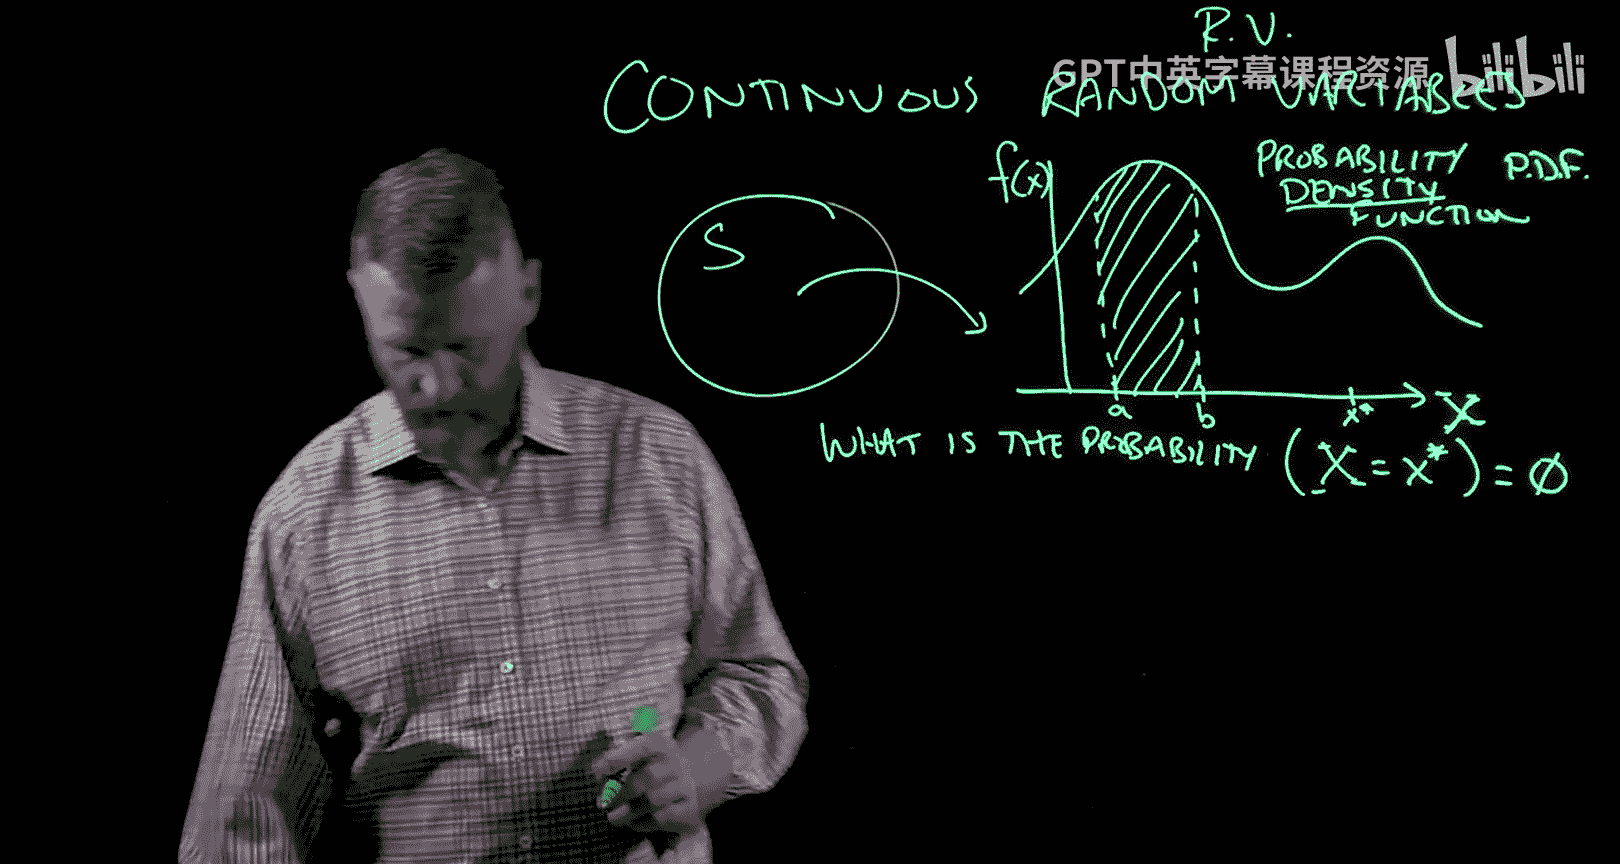 R.V.
GPT中英字幕课程资源 bilibili
CONTINUOUS RANDOM VARIABLES
f(x)
PROBABILITY P.D.F.
DENSITY
FUNCTION
S
a b x* X
WHAT IS THE PROBABILITY (X = x*) = ∅